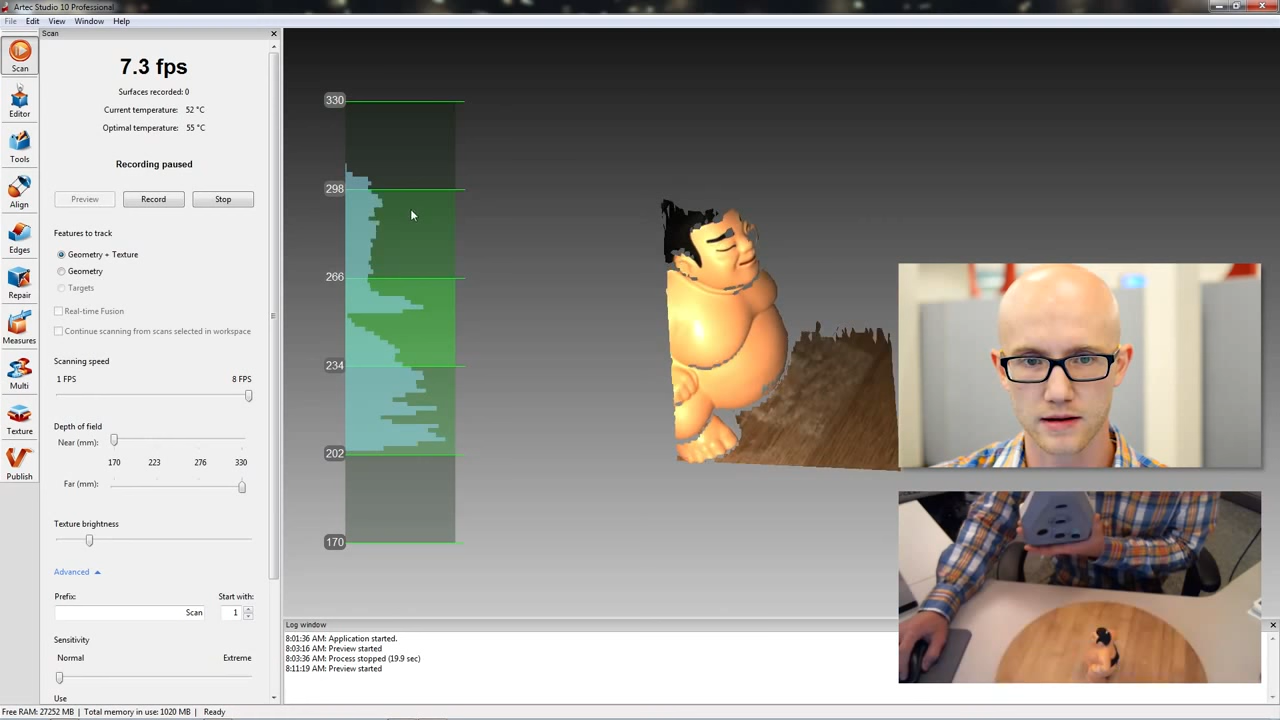 Artec Studio 10 Professional
File Edit View Window Help
Scan
Scan
Editor
Tools
Align
Edges
Repair
Measures
Multi
Texture
Publish
7.3 fps
Surfaces recorded: 0
Current temperature: 52 °C
Optimal temperature: 55 °C
Recording paused
Preview Record Stop
Features to track
Geometry + Texture
Geometry
Targets
Real-time Fusion
Continue scanning from scans selected in workspace
Scanning speed
1 FPS 8 FPS
Depth of field
Near (mm):
170 223 276 330
Far (mm):
Texture brightness
Advanced
Prefix: Start with:
Scan 1
Sensitivity
Normal Extreme
Use
330
298
266
234
202
170
Log window
8:01:36 AM: Application started.
8:03:16 AM: Preview started
8:03:36 AM: Process stopped (19.9 sec)
8:11:19 AM: Preview started
Free RAM: 27252 MB | Total memory in use: 1020 MB | Ready